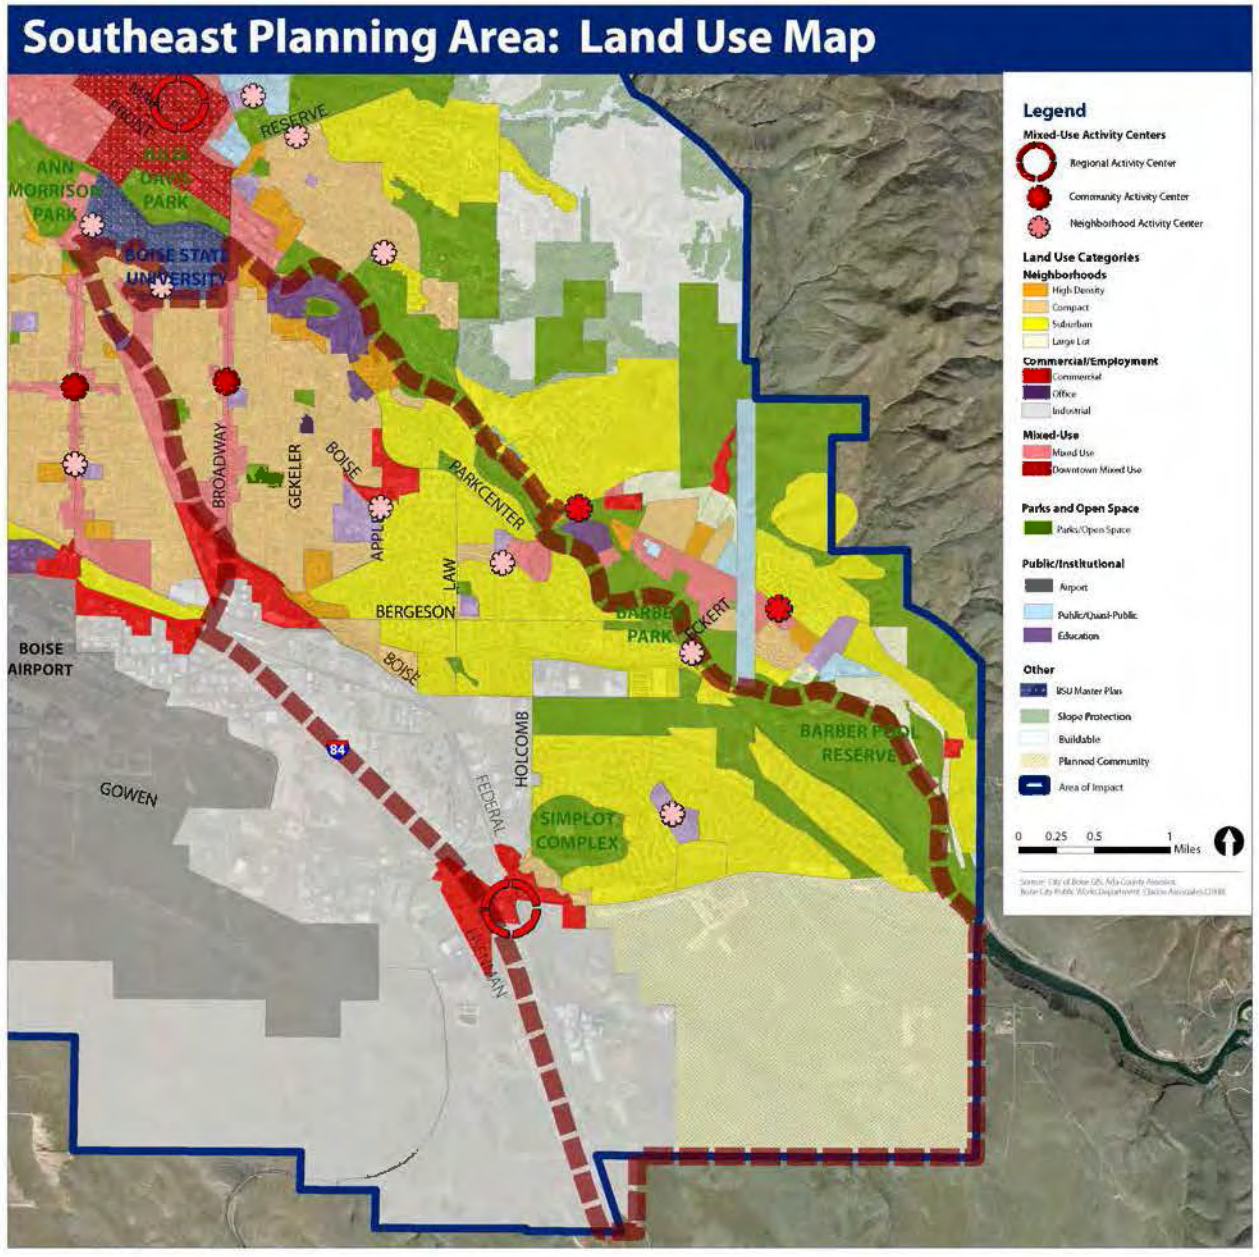 Southeast Planning Area: Land Use Map
Legend
Mixed-Use Activity Centers
Regional Activity Center
Community Activity Center
Neighborhood Activity Center
Land Use Categories
Neighborhoods
High Density
Compact
Suburban
Large Lot
Commercial/Employment
Commercial
Office
Industrial
Mixed-Use
Mixed Use
Downtown Mixed Use
Parks and Open Space
Parks/Open Space
Public/Institutional
Airport
Public/Quasi-Public
Education
Other
BSU Master Plan
Slope Protection
Buildable
Planned Community
Area of Impact
0 0.25 0.5 1
Miles
FRONT
RESERVE
ANN
MORRISON
PARK
JULIA
DAVIS
PARK
BOISE STATE
UNIVERSITY
BROADWAY
GEKELER
BOISE
APPLE
PARKCENTER
LAW
BERGESON
BARBER
PARK
ECKERT
BOISE
AIRPORT
BOISE
84
GOWEN
HOLCOMB
FEDERAL
SIMPLOT
COMPLEX
BARBER POOL
RESERVE